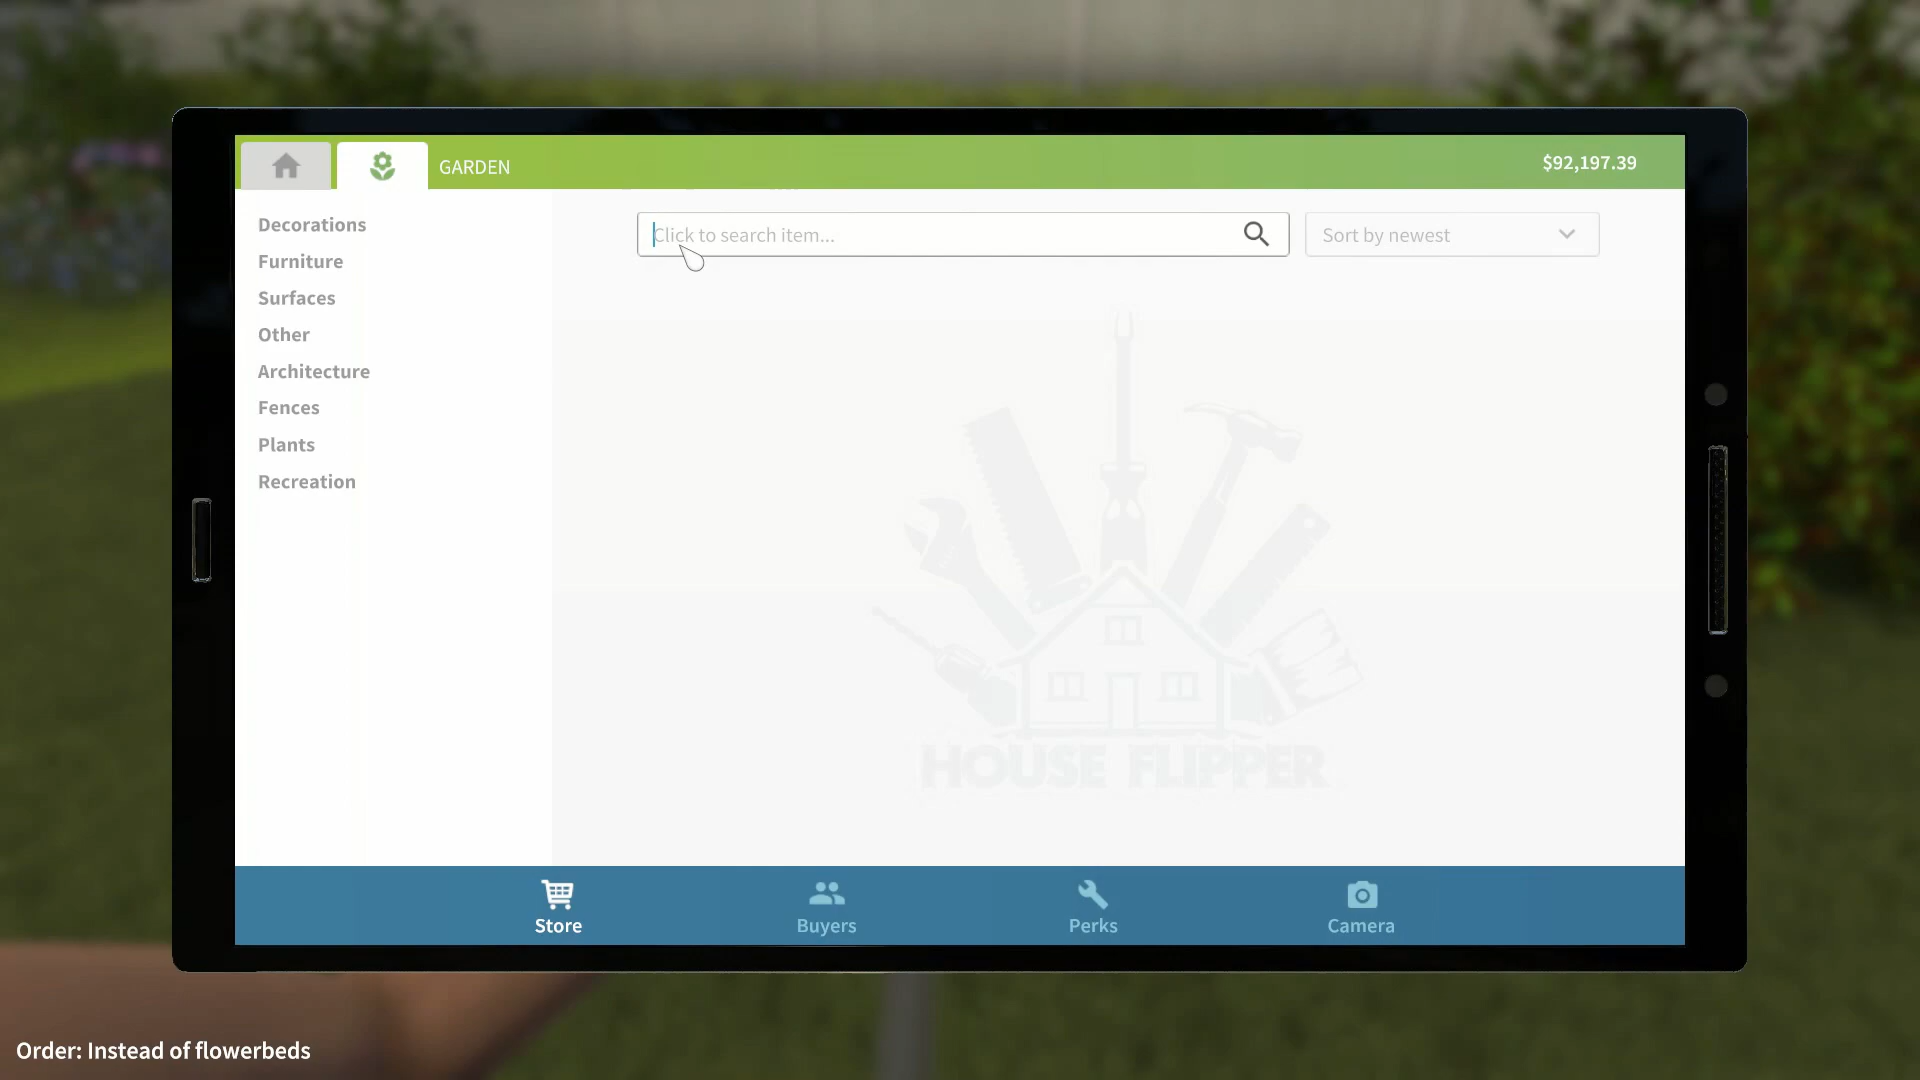 GARDEN
$92,197.39
Decorations
Furniture
Surfaces
Other
Architecture
Fences
Plants
Recreation
Click to search item...
Sort by newest
HOUSE FLIPPER
Store
Buyers
Perks
Camera
Order: Instead of flowerbeds